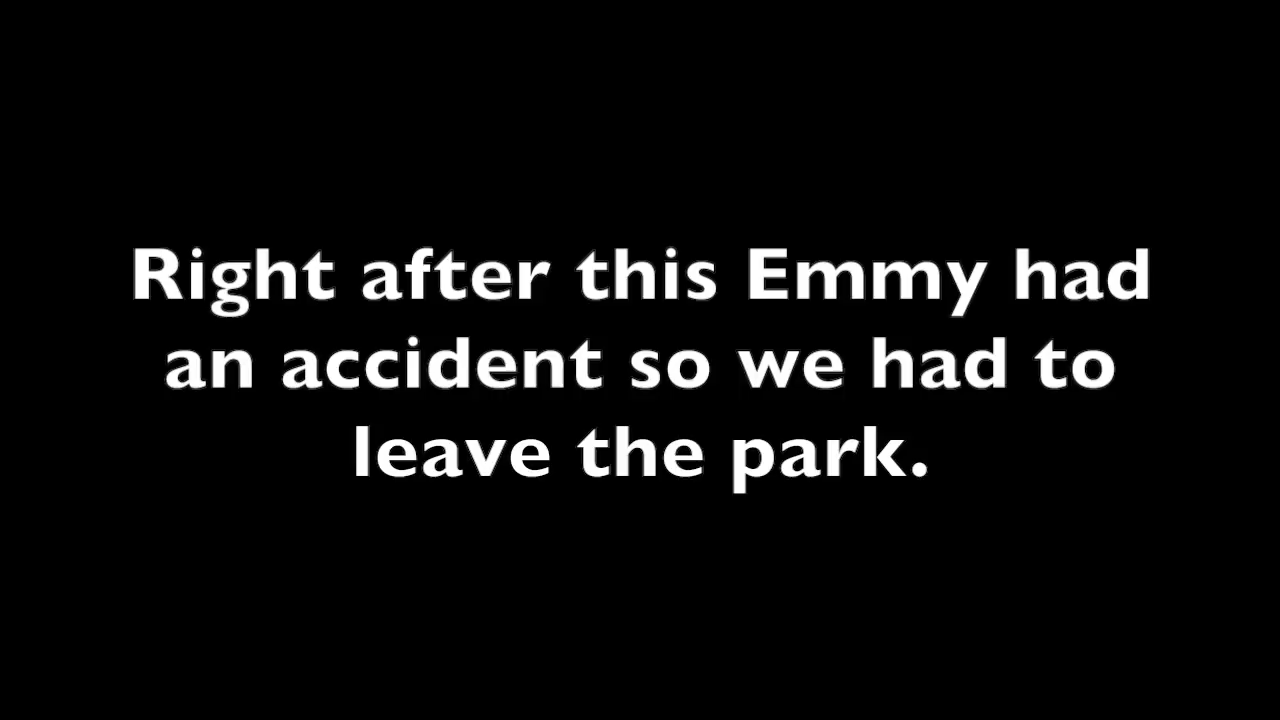 Right after this Emmy had
an accident so we had to
leave the park.